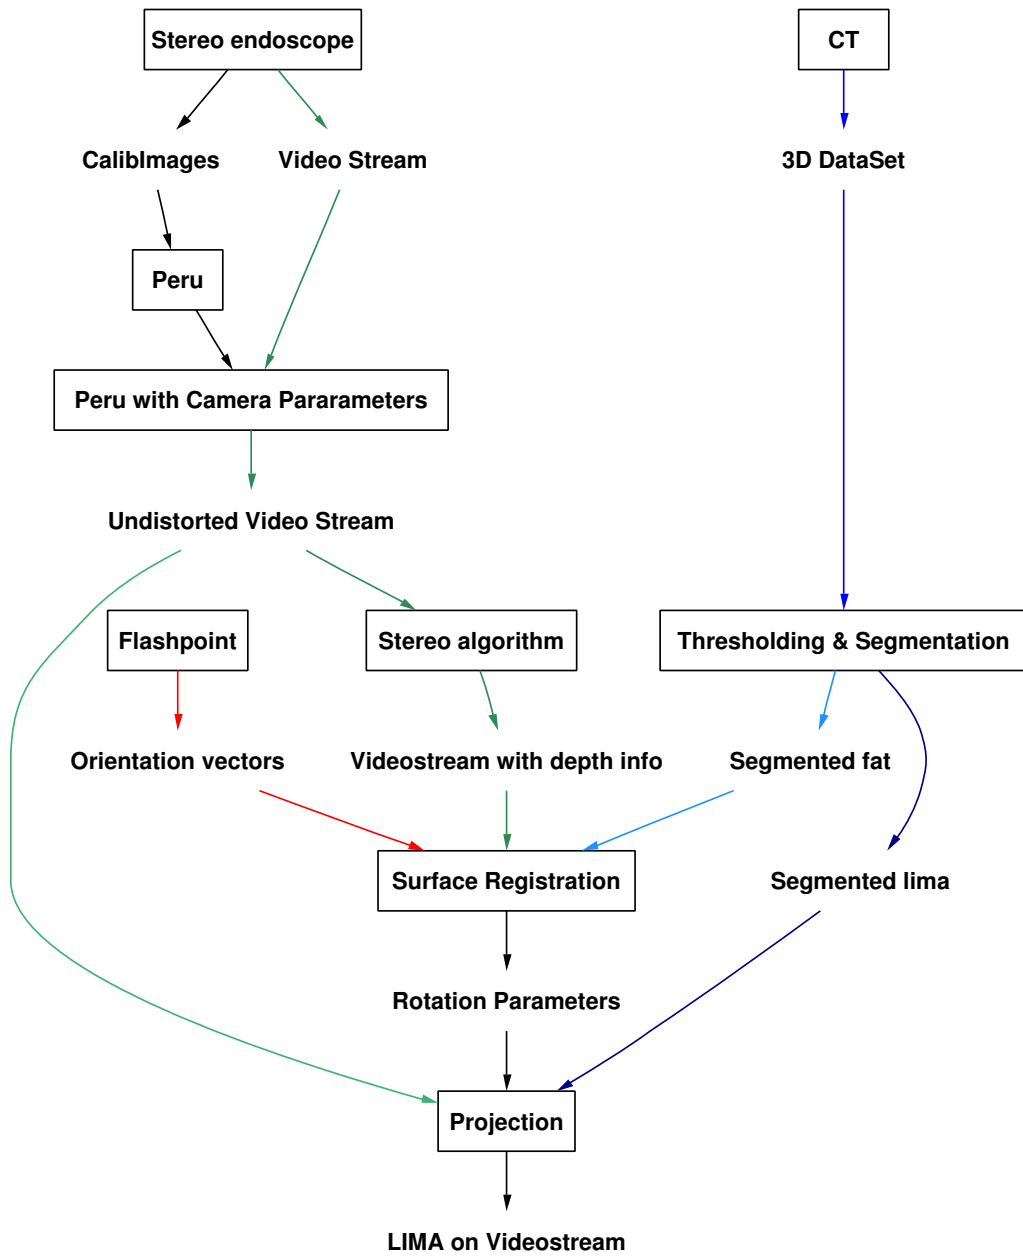 Stereo endoscope
CT
CalibImages
Video Stream
3D DataSet
Peru
Peru with Camera Pararameters
Undistorted Video Stream
Flashpoint
Stereo algorithm
Thresholding & Segmentation
Orientation vectors
Videostream with depth info
Segmented fat
Surface Registration
Segmented lima
Rotation Parameters
Projection
LIMA on Videostream